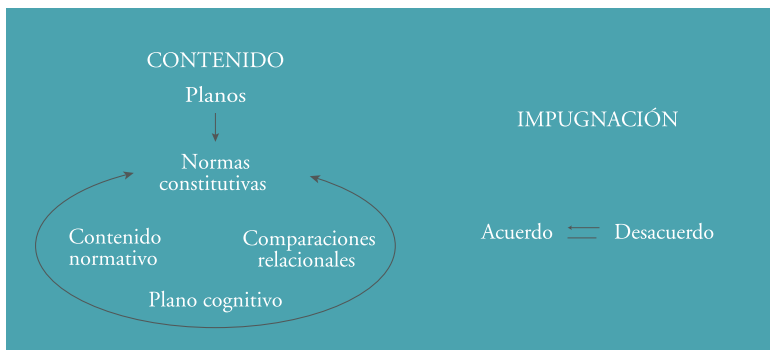 CONTENIDO
Planos
Normas
constitutivas
Contenido
normativo
Comparaciones
relacionales
Plano cognitivo
IMPUGNACIÓN
Acuerdo
Desacuerdo